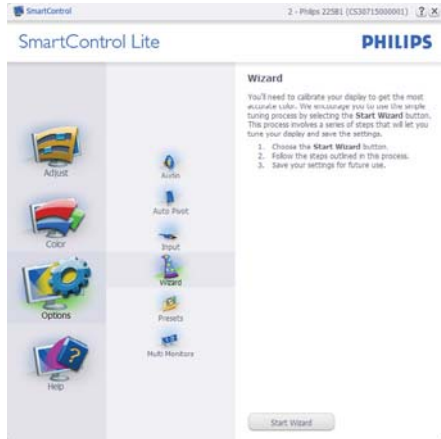 SmartControl
2 - Philips 225B1 (CS30715000001) ? X
SmartControl Lite
PHILIPS
Adjust
Color
Options
Help
Audio
Auto Pivot
Input
Wizard
Presets
Multi Monitors
Wizard
You'll need to calibrate your display to get the most
accurate color. We encourage you to use the simple
tuning process by selecting the Start Wizard button.
This process involves a series of steps that will let you
tune your display and save the settings.
1. Choose the Start Wizard button.
2. Follow the steps outlined in the process.
3. Save your settings for future use.
Start Wizard